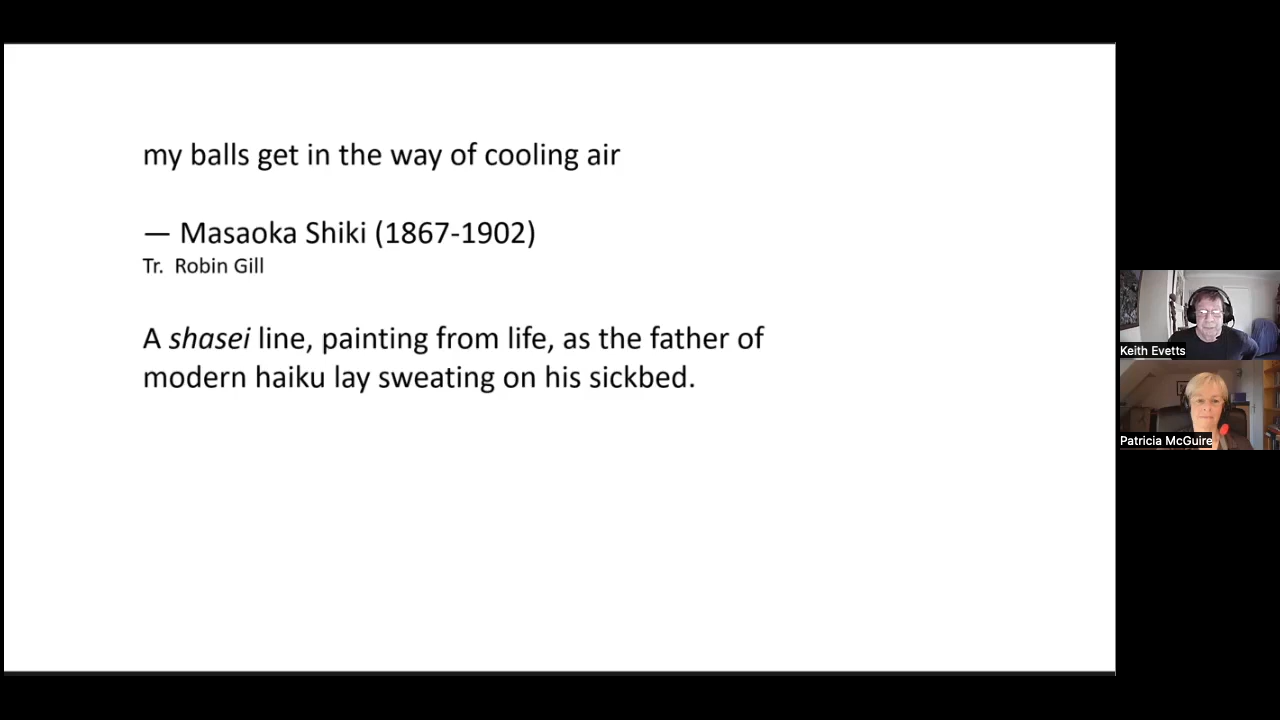 my balls get in the way of cooling air
— Masaoka Shiki (1867-1902)
Tr. Robin Gill
A shasei line, painting from life, as the father of
modern haiku lay sweating on his sickbed.
Keith Evetts
Patricia McGuire